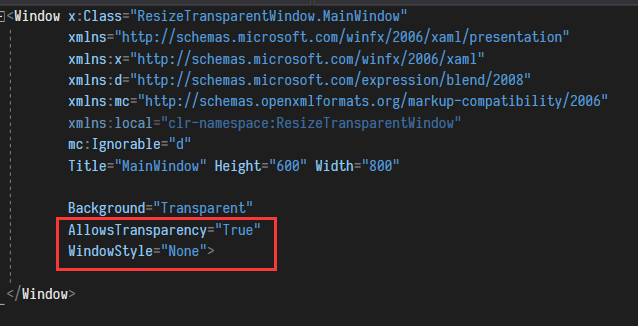 <Window x:Class="ResizeTransparentWindow.MainWindow"
xmlns="http://schemas.microsoft.com/winfx/2006/xaml/presentation"
xmlns:x="http://schemas.microsoft.com/winfx/2006/xaml"
xmlns:d="http://schemas.microsoft.com/expression/blend/2008"
xmlns:mc="http://schemas.openxmlformats.org/markup-compatibility/2006"
xmlns:local="clr-namespace:ResizeTransparentWindow"
mc:Ignorable="d"
Title="MainWindow" Height="600" Width="800"
Background="Transparent"
AllowsTransparency="True"
WindowStyle="None">
</Window>